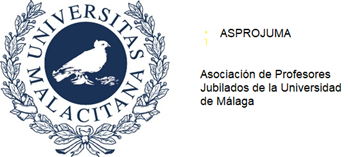 UNIVERSITAS
MALACITANA
ASPROJUMA
Asociación de Profesores
Jubilados de la Universidad
de Málaga